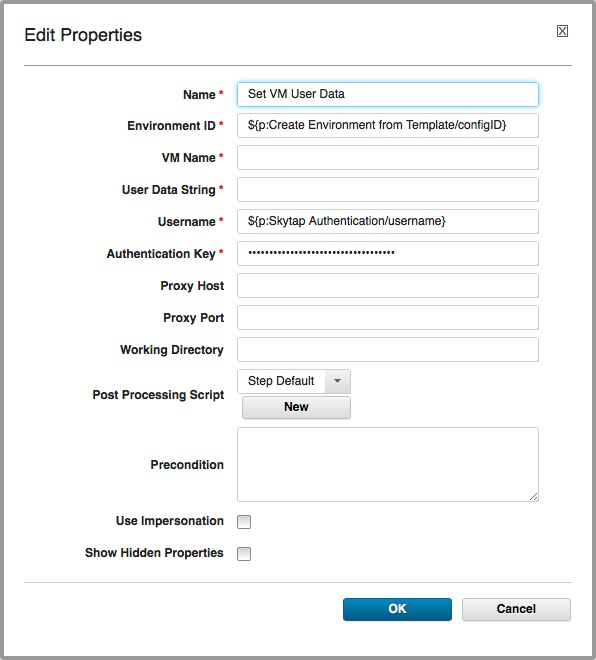 Edit Properties
Name * Set VM User Data
Environment ID * ${p:Create Environment from Template/configID}
VM Name *
User Data String *
Username * ${p:Skytap Authentication/username}
Authentication Key * •••••••••••••••••••••••••••••••••••
Proxy Host
Proxy Port
Working Directory
Post Processing Script Step Default
New
Precondition
Use Impersonation
Show Hidden Properties
OK Cancel